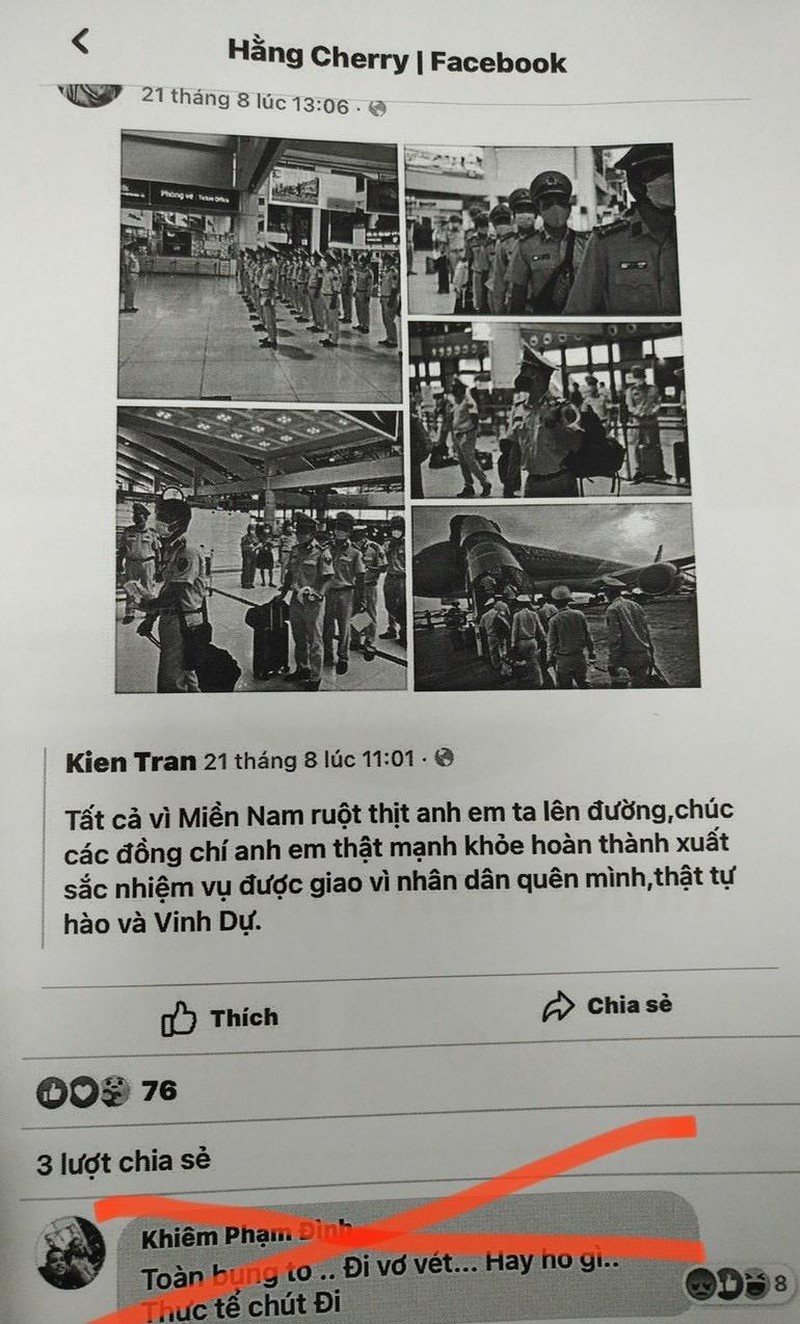 Hằng Cherry | Facebook
21 tháng 8 lúc 13:06 ·
Phòng vé Tickets Office
Kien Tran 21 tháng 8 lúc 11:01 ·
Tất cả vì Miền Nam ruột thịt anh em ta lên đường,chúc
các đồng chí anh em thật mạnh khỏe hoàn thành xuất
sắc nhiệm vụ được giao vì nhân dân quên mình,thật tự
hào và Vinh Dự.
Thích
Chia sẻ
76
3 lượt chia sẻ
Khiêm Phạm Đình
Toàn bụng to .. Đi vơ vét... Hay ho gì..
Thực tế chút Đi
8